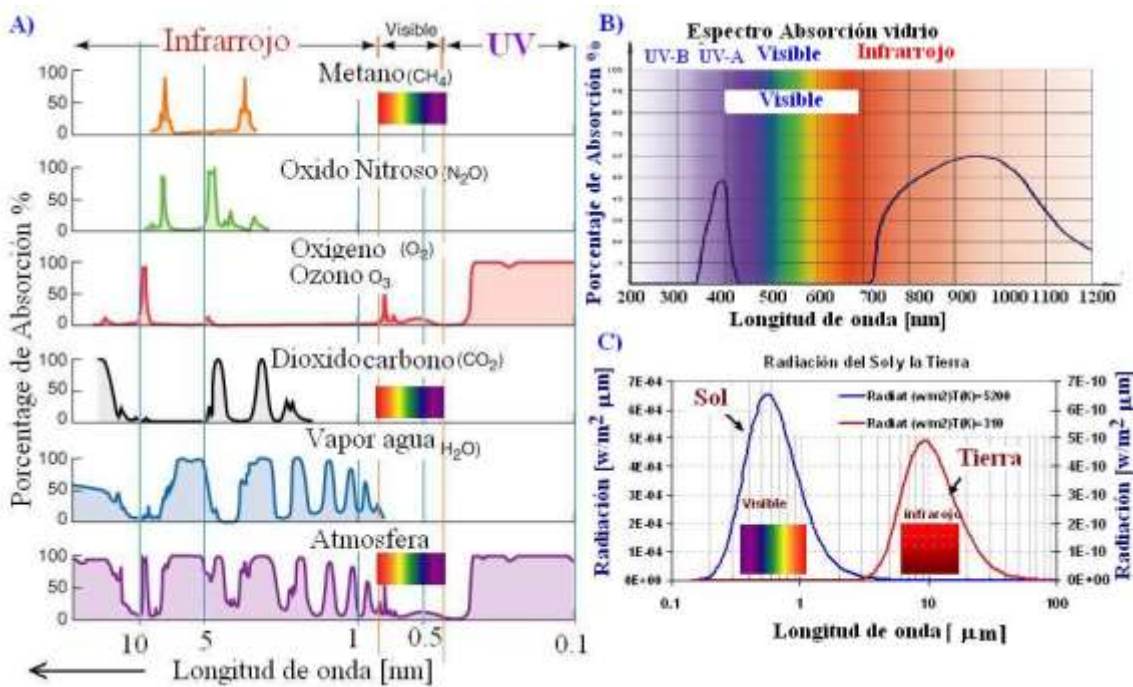 A)
Infrarrojo
Visible
UV
Metano (CH4)
100
50
0
Oxido Nitroso (N2O)
100
50
0
Oxigeno (O2)
Ozono O3
100
50
0
Dioxidocarbono (CO2)
100
50
0
Vapor agua H2O)
100
50
0
Atmosfera
100
50
0
Porcentage de Absorción %
10 5 1 0.5 0.1
Longitud de onda [nm]
B)
Espectro Absorción vidrio
UV-B UV-A Visible Infrarrojo
Visible
Porcentaje de Absorción %
200 300 400 500 600 700 900 1000 1100 1200
Longitud de onda [nm]
C)
Radiación del Sol y la Tierra
7E-04
6E-04
5E-04
4E-04
3E-04
2E-04
1E-04
0E+00
Radiación [w/m² µm]
Sol
Radiat (w/m2)T(K)=5200
Radiat (w/m2)T(K)=310
Tierra
Visible
infrarojo
7E-10
6E-10
5E-10
4E-10
3E-10
2E-10
1E-10
0E+00
Radiación [w/m² µm]
0.1 1 10 100
Longitud de onda [ µm]